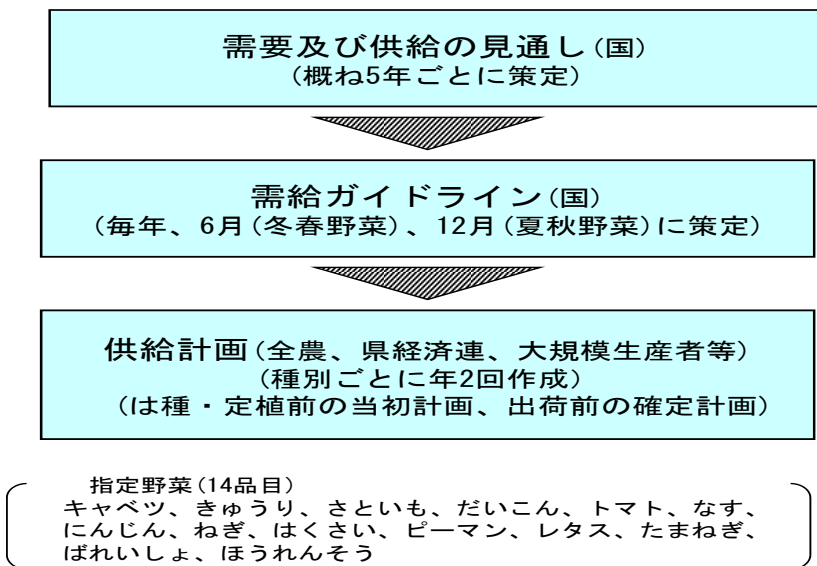 需要及び供給の見通し(国)
(概ね5年ごとに策定)
需給ガイドライン(国)
(毎年、6月(冬春野菜)、12月(夏秋野菜)に策定)
供給計画(全農、県経済連、大規模生産者等)
(種別ごとに年2回作成)
(は種・定植前の当初計画、出荷前の確定計画)
指定野菜(14品目)
キャベツ、きゅうり、さといも、だいこん、トマト、なす、
にんじん、ねぎ、はくさい、ピーマン、レタス、たまねぎ、
ばれいしょ、ほうれんそう